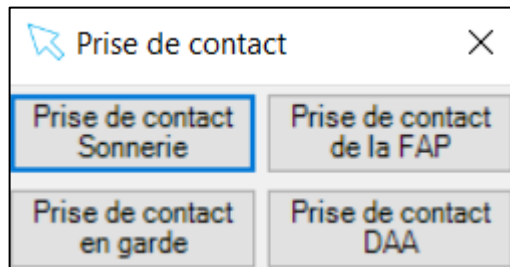 Prise de contact
Prise de contact
Sonnerie
Prise de contact
de la FAP
Prise de contact
en garde
Prise de contact
DAA